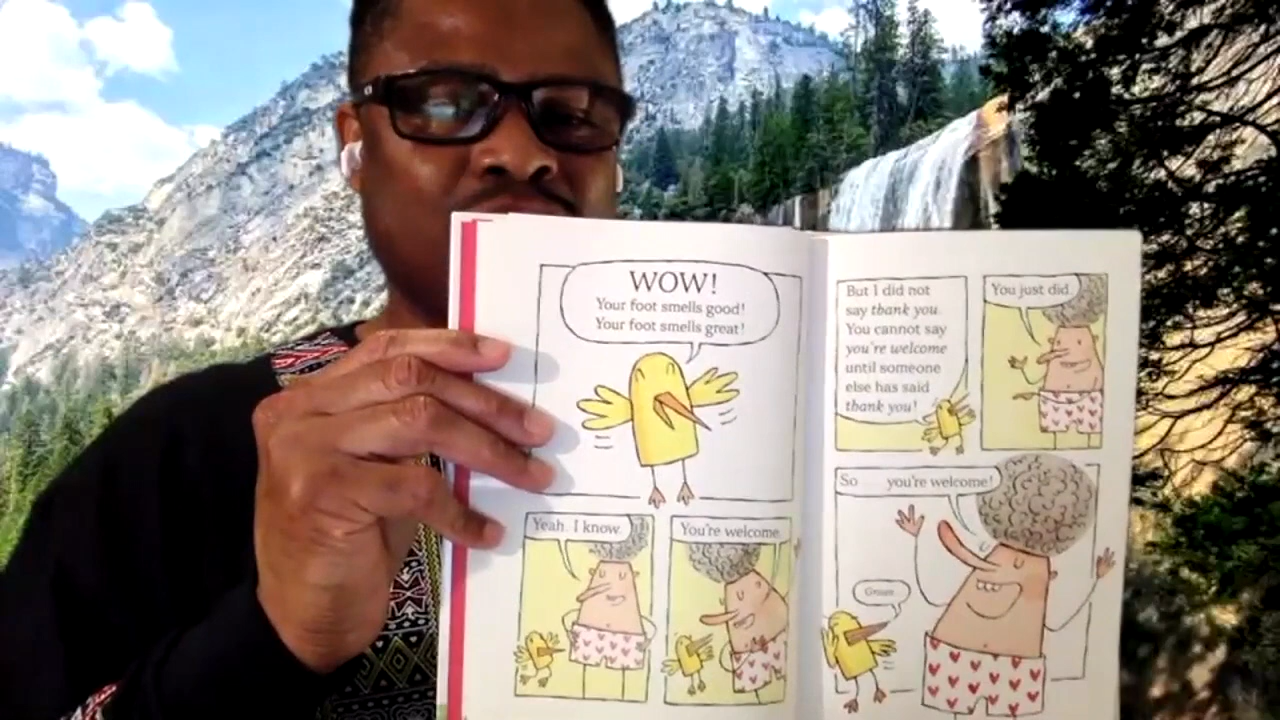 WOW!
Your foot smells good!
Your foot smells great!
Yeah. I know.
You're welcome.
But I did not
say thank you.
You cannot say
you're welcome
until someone
else has said
thank you!
You just did.
So you're welcome!
Groan.